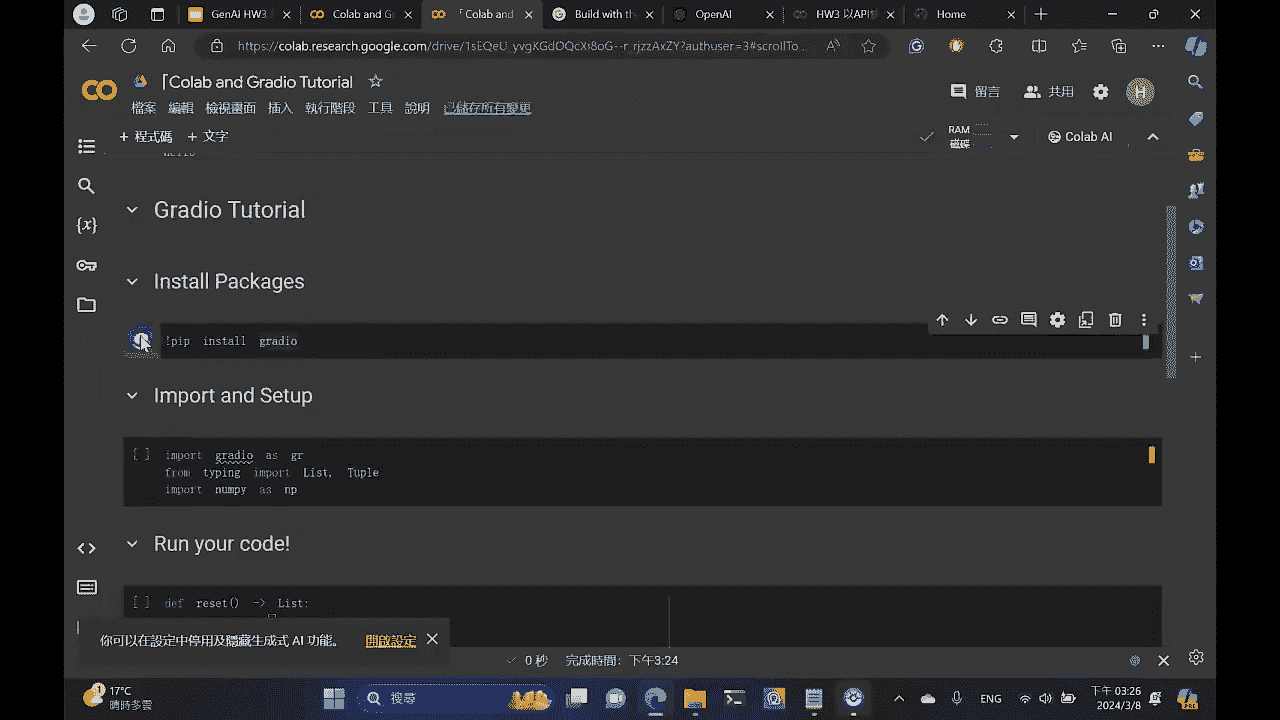 GenAi HW3
Colab and Gr
「Colab and
Build with th
OpenAI
HW3 以API
Home
https://colab.research.google.com/drive/
「Colab and Gradio Tutorial
檔案 編輯 檢視畫面 插入 執行階段 工具 說明 已儲存所有變更
留言 共用
H
+ 程式碼 + 文字
RAM
磁碟
Colab AI
Gradio Tutorial
Install Packages
!pip install gradio
Import and Setup
[ ] import gradio as gr
from typing import List, Tuple
import numpy as np
Run your code!
[ ] def reset() -> List:
你可以在設定中停用及隱藏生成式 AI 功能。 開啟設定
0 秒 完成時間: 下午3:24
17°C
晴時多雲
搜尋
ENG
下午 03:26
2024/3/8